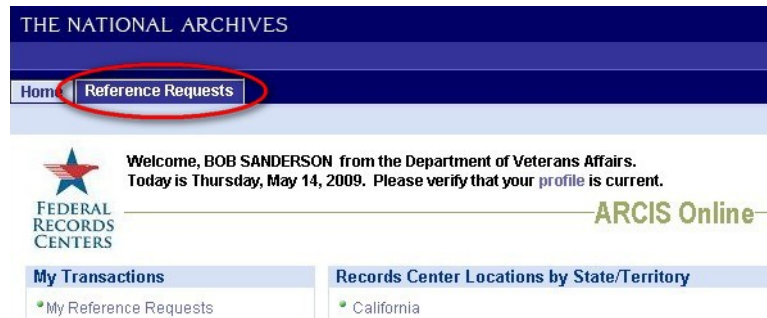 THE NATIONAL ARCHIVES
Home Reference Requests
Welcome, BOB SANDERSON from the Department of Veterans Affairs.
Today is Thursday, May 14, 2009. Please verify that your profile is current.
FEDERAL
RECORDS
CENTERS
ARCIS Online
My Transactions
My Reference Requests
Records Center Locations by State/Territory
California